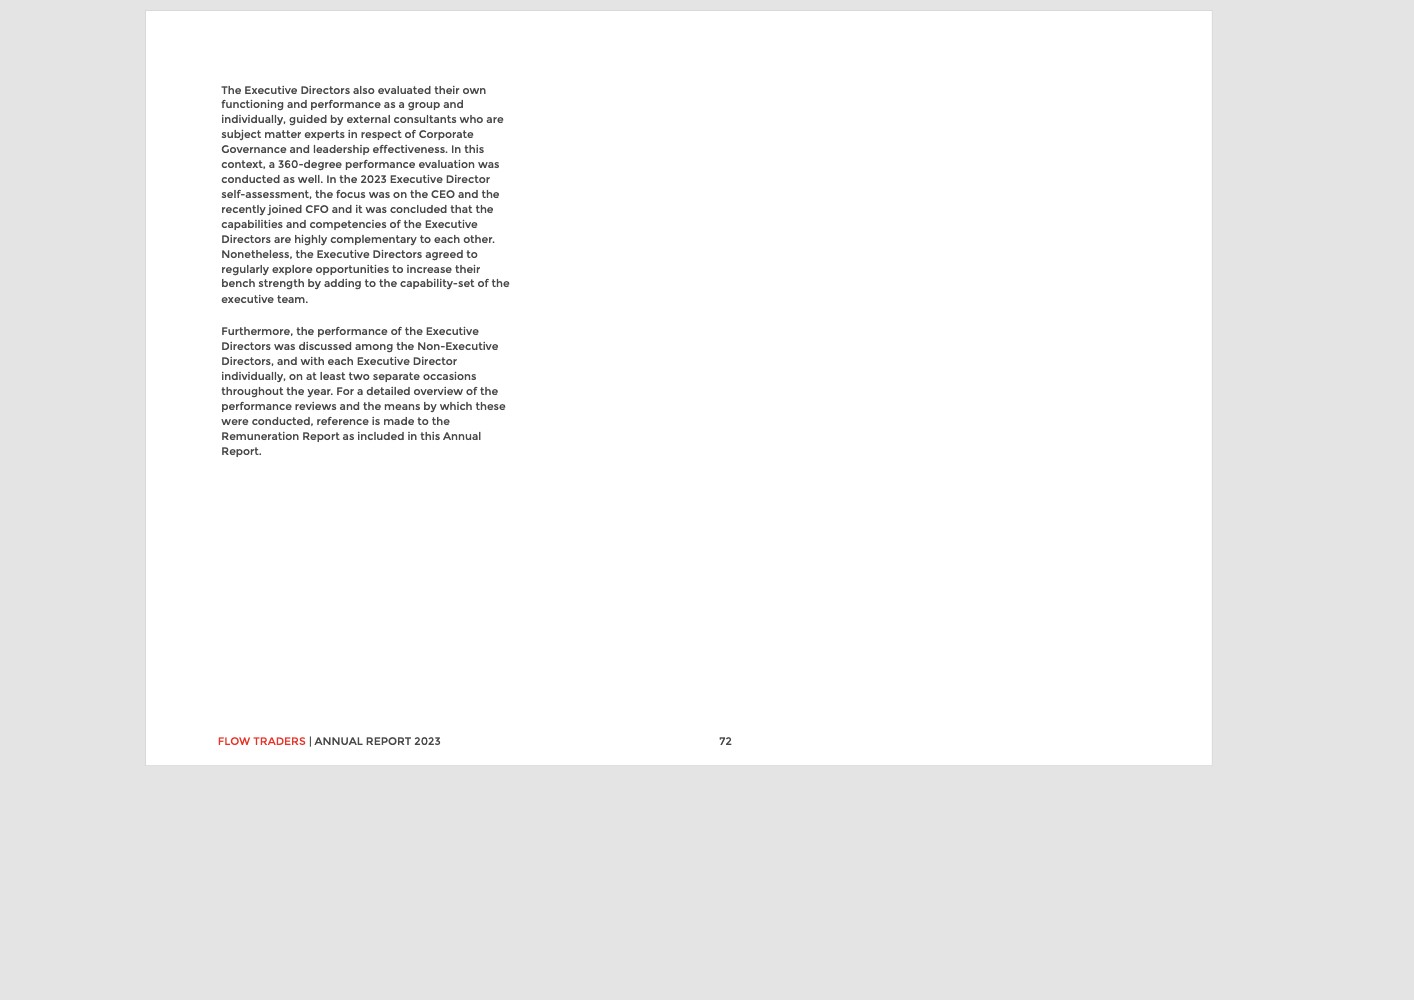 The Executive Directors also evaluated their own
functioning and performance as a group and
individually, guided by external consultants who are
subject matter experts in respect of Corporate
Governance and leadership effectiveness. In this
context, a 360-degree performance evaluation was
conducted as well. In the 2023 Executive Director
self-assessment, the focus was on the CEO and the
recently joined CFO and it was concluded that the
capabilities and competencies of the Executive
Directors are highly complementary to each other.
Nonetheless, the Executive Directors agreed to
regularly explore opportunities to increase their
bench strength by adding to the capability-set of the
executive team.
Furthermore, the performance of the Executive
Directors was discussed among the Non-Executive
Directors, and with each Executive Director
individually, on at least two separate occasions
throughout the year. For a detailed overview of the
performance reviews and the means by which these
were conducted, reference is made to the
Remuneration Report as included in this Annual
Report.
FLOW TRADERS | ANNUAL REPORT 2023
72